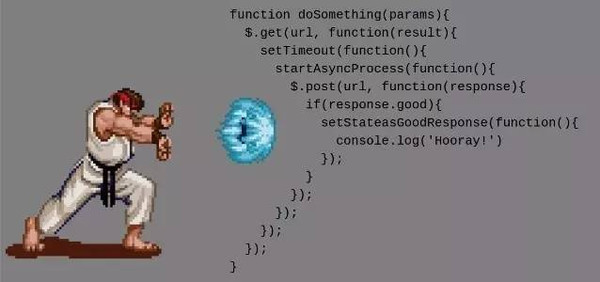 function doSomething(params){
  $.get(url, function(result){
    setTimeout(function(){
      startAsyncProcess(function(){
        $.post(url, function(response){
          if(response.good){
            setStateasGoodResponse(function(){
              console.log('Hooray!')
            });
          }
        });
      });
    });
  });
}